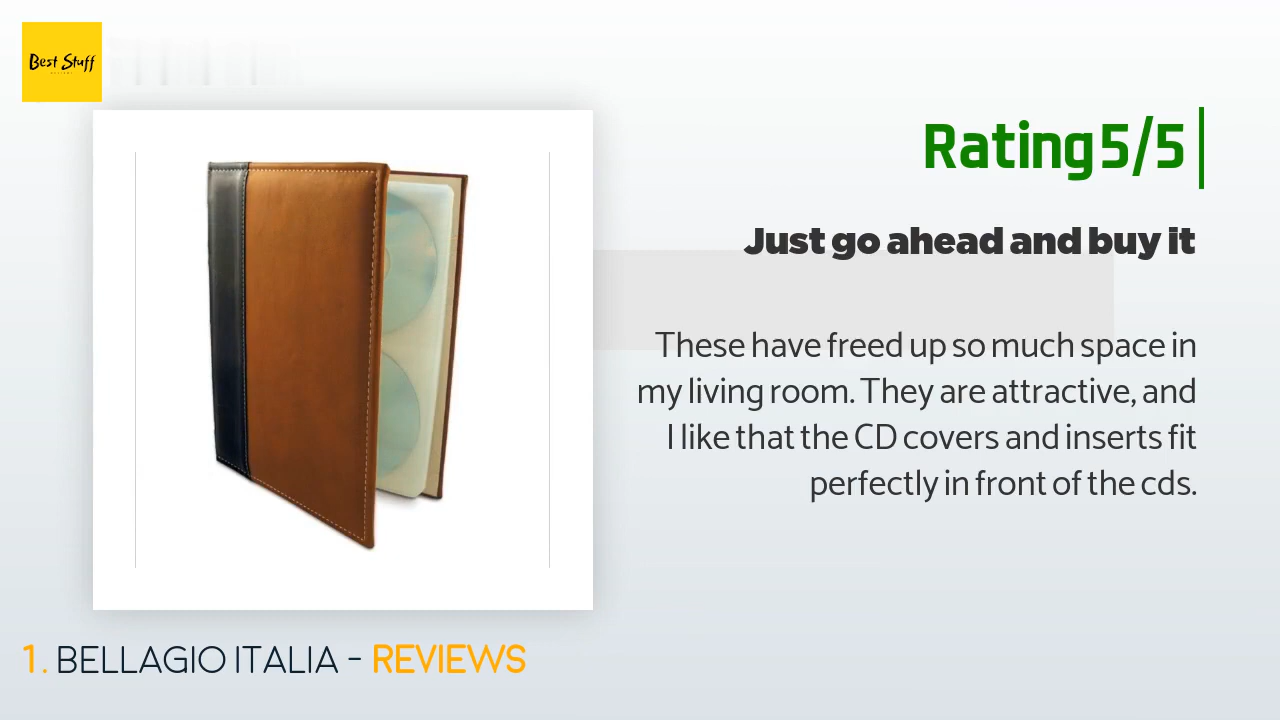 Best Stuff
Rating 5/5
Just go ahead and buy it
These have freed up so much space in
my living room. They are attractive, and
I like that the CD covers and inserts fit
perfectly in front of the cds.
1. BELLAGIO ITALIA - REVIEWS